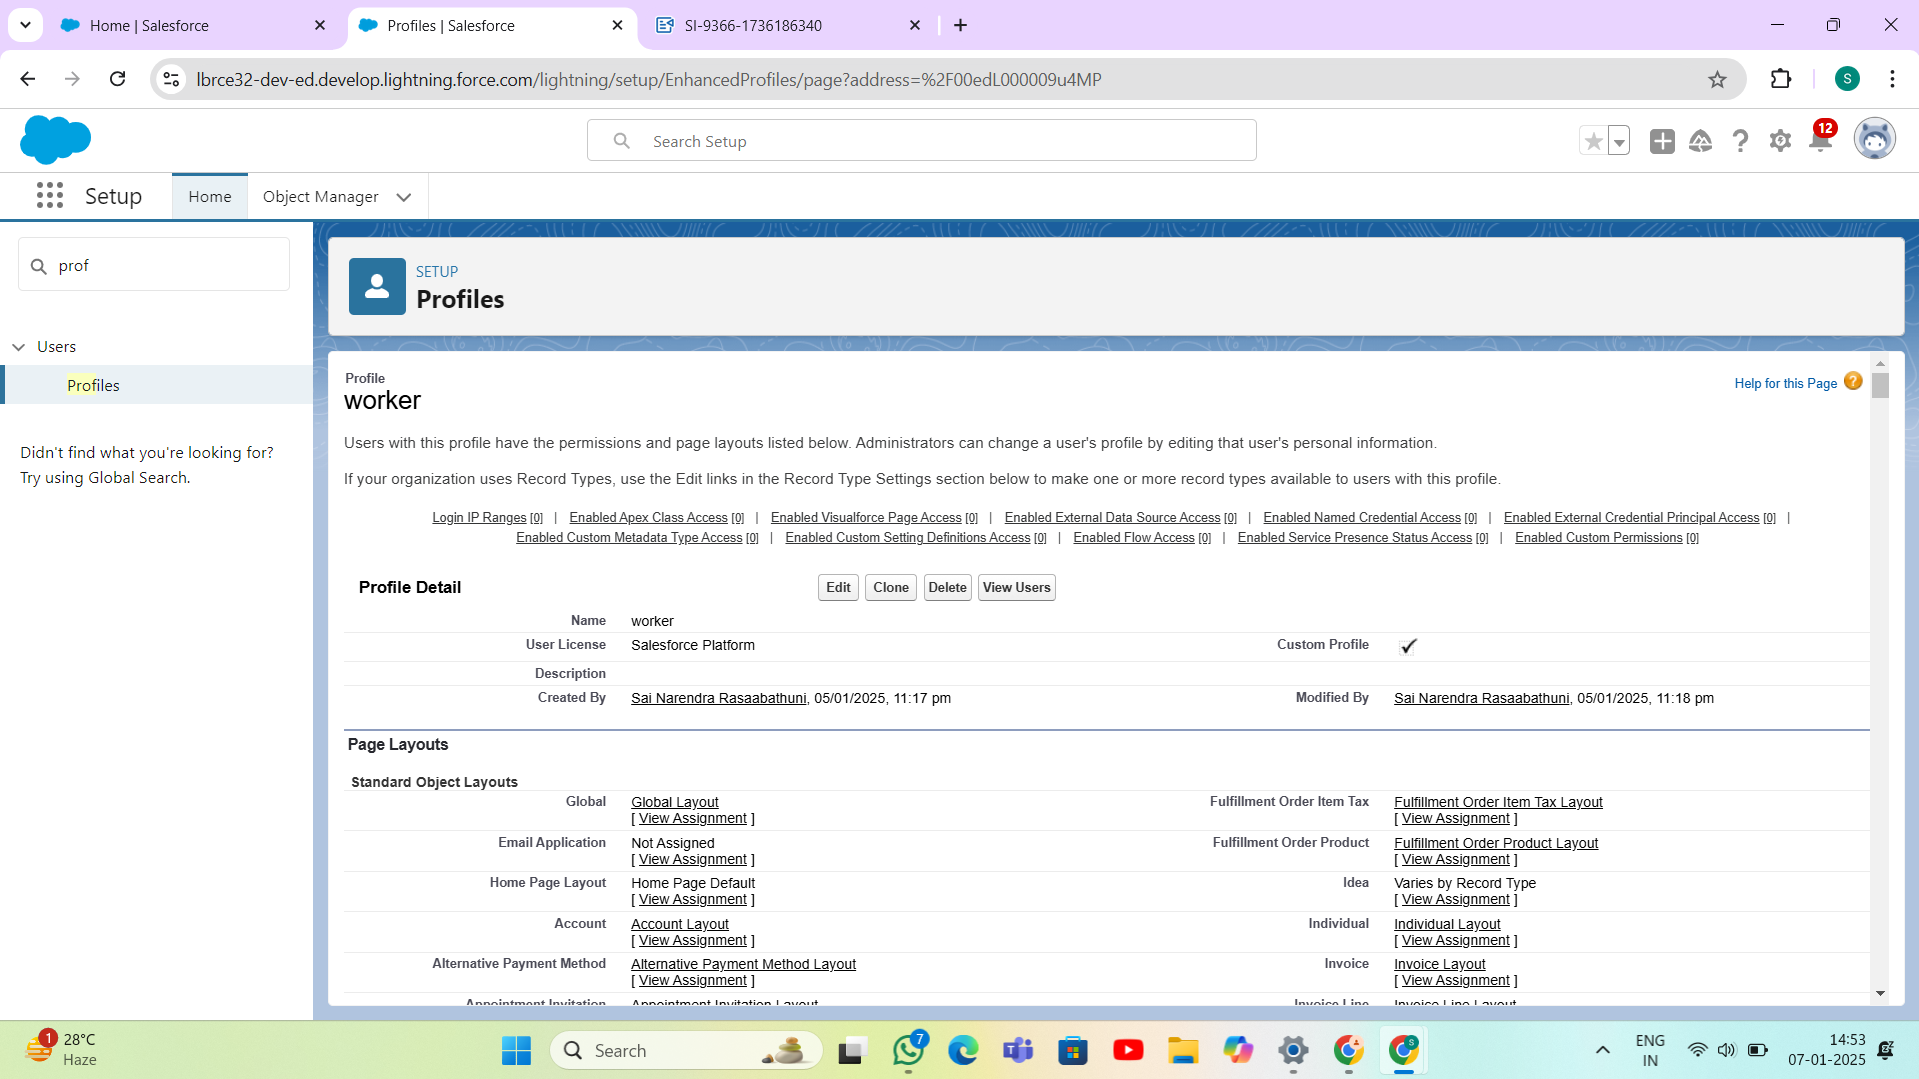 Home | Salesforce
Profiles | Salesforce
SI-9366-1736186340
lbrce32-dev-ed.develop.lightning.force.com/lightning/setup/EnhancedProfiles/page?address=%2F00edL000009u4MP
S
Search Setup
12
Setup
Home
Object Manager
prof
Users
Profiles
Didn't find what you're looking for?
Try using Global Search.
SETUP
Profiles
Profile
worker
Help for this Page ?
Users with this profile have the permissions and page layouts listed below. Administrators can change a user's profile by editing that user's personal information.
If your organization uses Record Types, use the Edit links in the Record Type Settings section below to make one or more record types available to users with this profile.
Login IP Ranges [0] | Enabled Apex Class Access [0] | Enabled Visualforce Page Access [0] | Enabled External Data Source Access [0] | Enabled Named Credential Access [0] | Enabled External Credential Principal Access [0] |
Enabled Custom Metadata Type Access [0] | Enabled Custom Setting Definitions Access [0] | Enabled Flow Access [0] | Enabled Service Presence Status Access [0] | Enabled Custom Permissions [0]
Profile Detail Edit Clone Delete View Users
Name worker
User License Salesforce Platform Custom Profile
Description
Created By Sai Narendra Rasaabathuni, 05/01/2025, 11:17 pm Modified By Sai Narendra Rasaabathuni, 05/01/2025, 11:18 pm
Page Layouts
Standard Object Layouts
Global Global Layout Fulfillment Order Item Tax Fulfillment Order Item Tax Layout
[ View Assignment ] [ View Assignment ]
Email Application Not Assigned Fulfillment Order Product Fulfillment Order Product Layout
[ View Assignment ] [ View Assignment ]
Home Page Layout Home Page Default Idea Varies by Record Type
[ View Assignment ] [ View Assignment ]
Account Account Layout Individual Individual Layout
[ View Assignment ] [ View Assignment ]
Alternative Payment Method Alternative Payment Method Layout Invoice Invoice Layout
[ View Assignment ] [ View Assignment ]
Appointment Invitation Appointment Invitation Layout Invoice Line Invoice Line Layout
1
28°C
Haze
Search
7
S
ENG
IN
14:53
07-01-2025